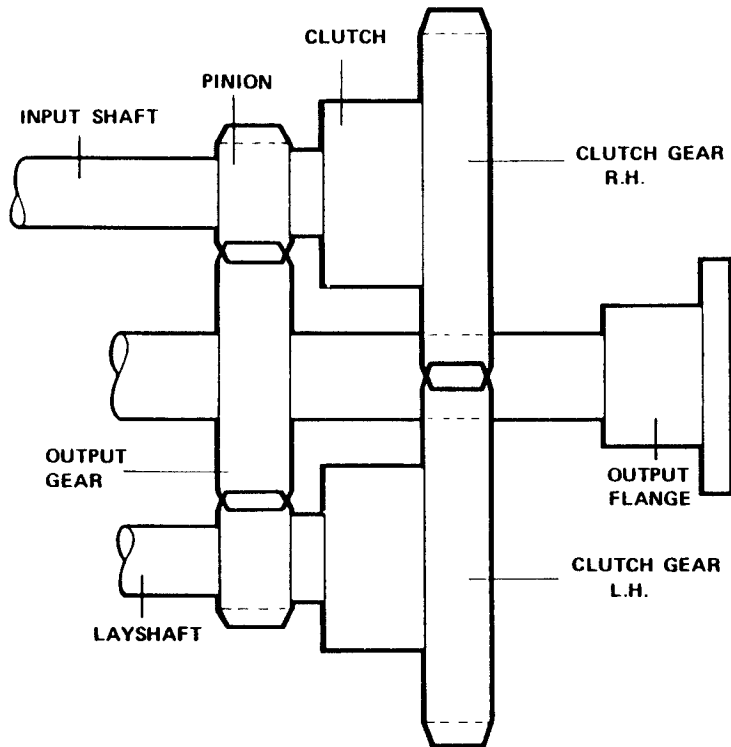 CLUTCH
PINION
INPUT SHAFT
CLUTCH GEAR
R.H.
OUTPUT
GEAR
OUTPUT
FLANGE
CLUTCH GEAR
L.H.
LAYSHAFT